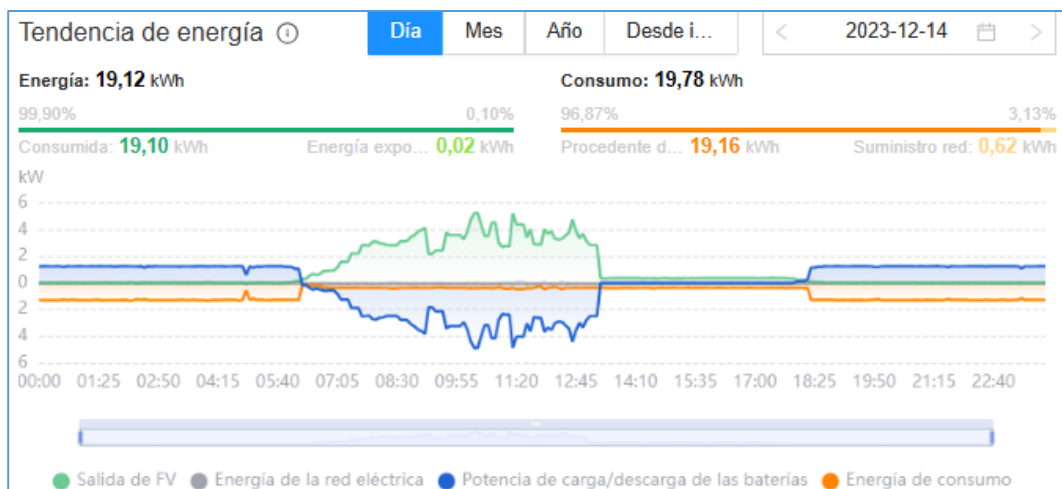 Tendencia de energía
Día Mes Año Desde i... 2023-12-14
Energía: 19,12 kWh Consumo: 19,78 kWh
99,90% 0,10% 96,87% 3,13%
Consumida: 19,10 kWh Energía expo... 0,02 kWh Procedente d... 19,16 kWh Suministro red: 0,62 kWh
kW
6
4
2
0
2
4
6
00:00 01:25 02:50 04:15 05:40 07:05 08:30 09:55 11:20 12:45 14:10 15:35 17:00 18:25 19:50 21:15 22:40
Salida de FV Energía de la red eléctrica Potencia de carga/descarga de las baterías Energía de consumo